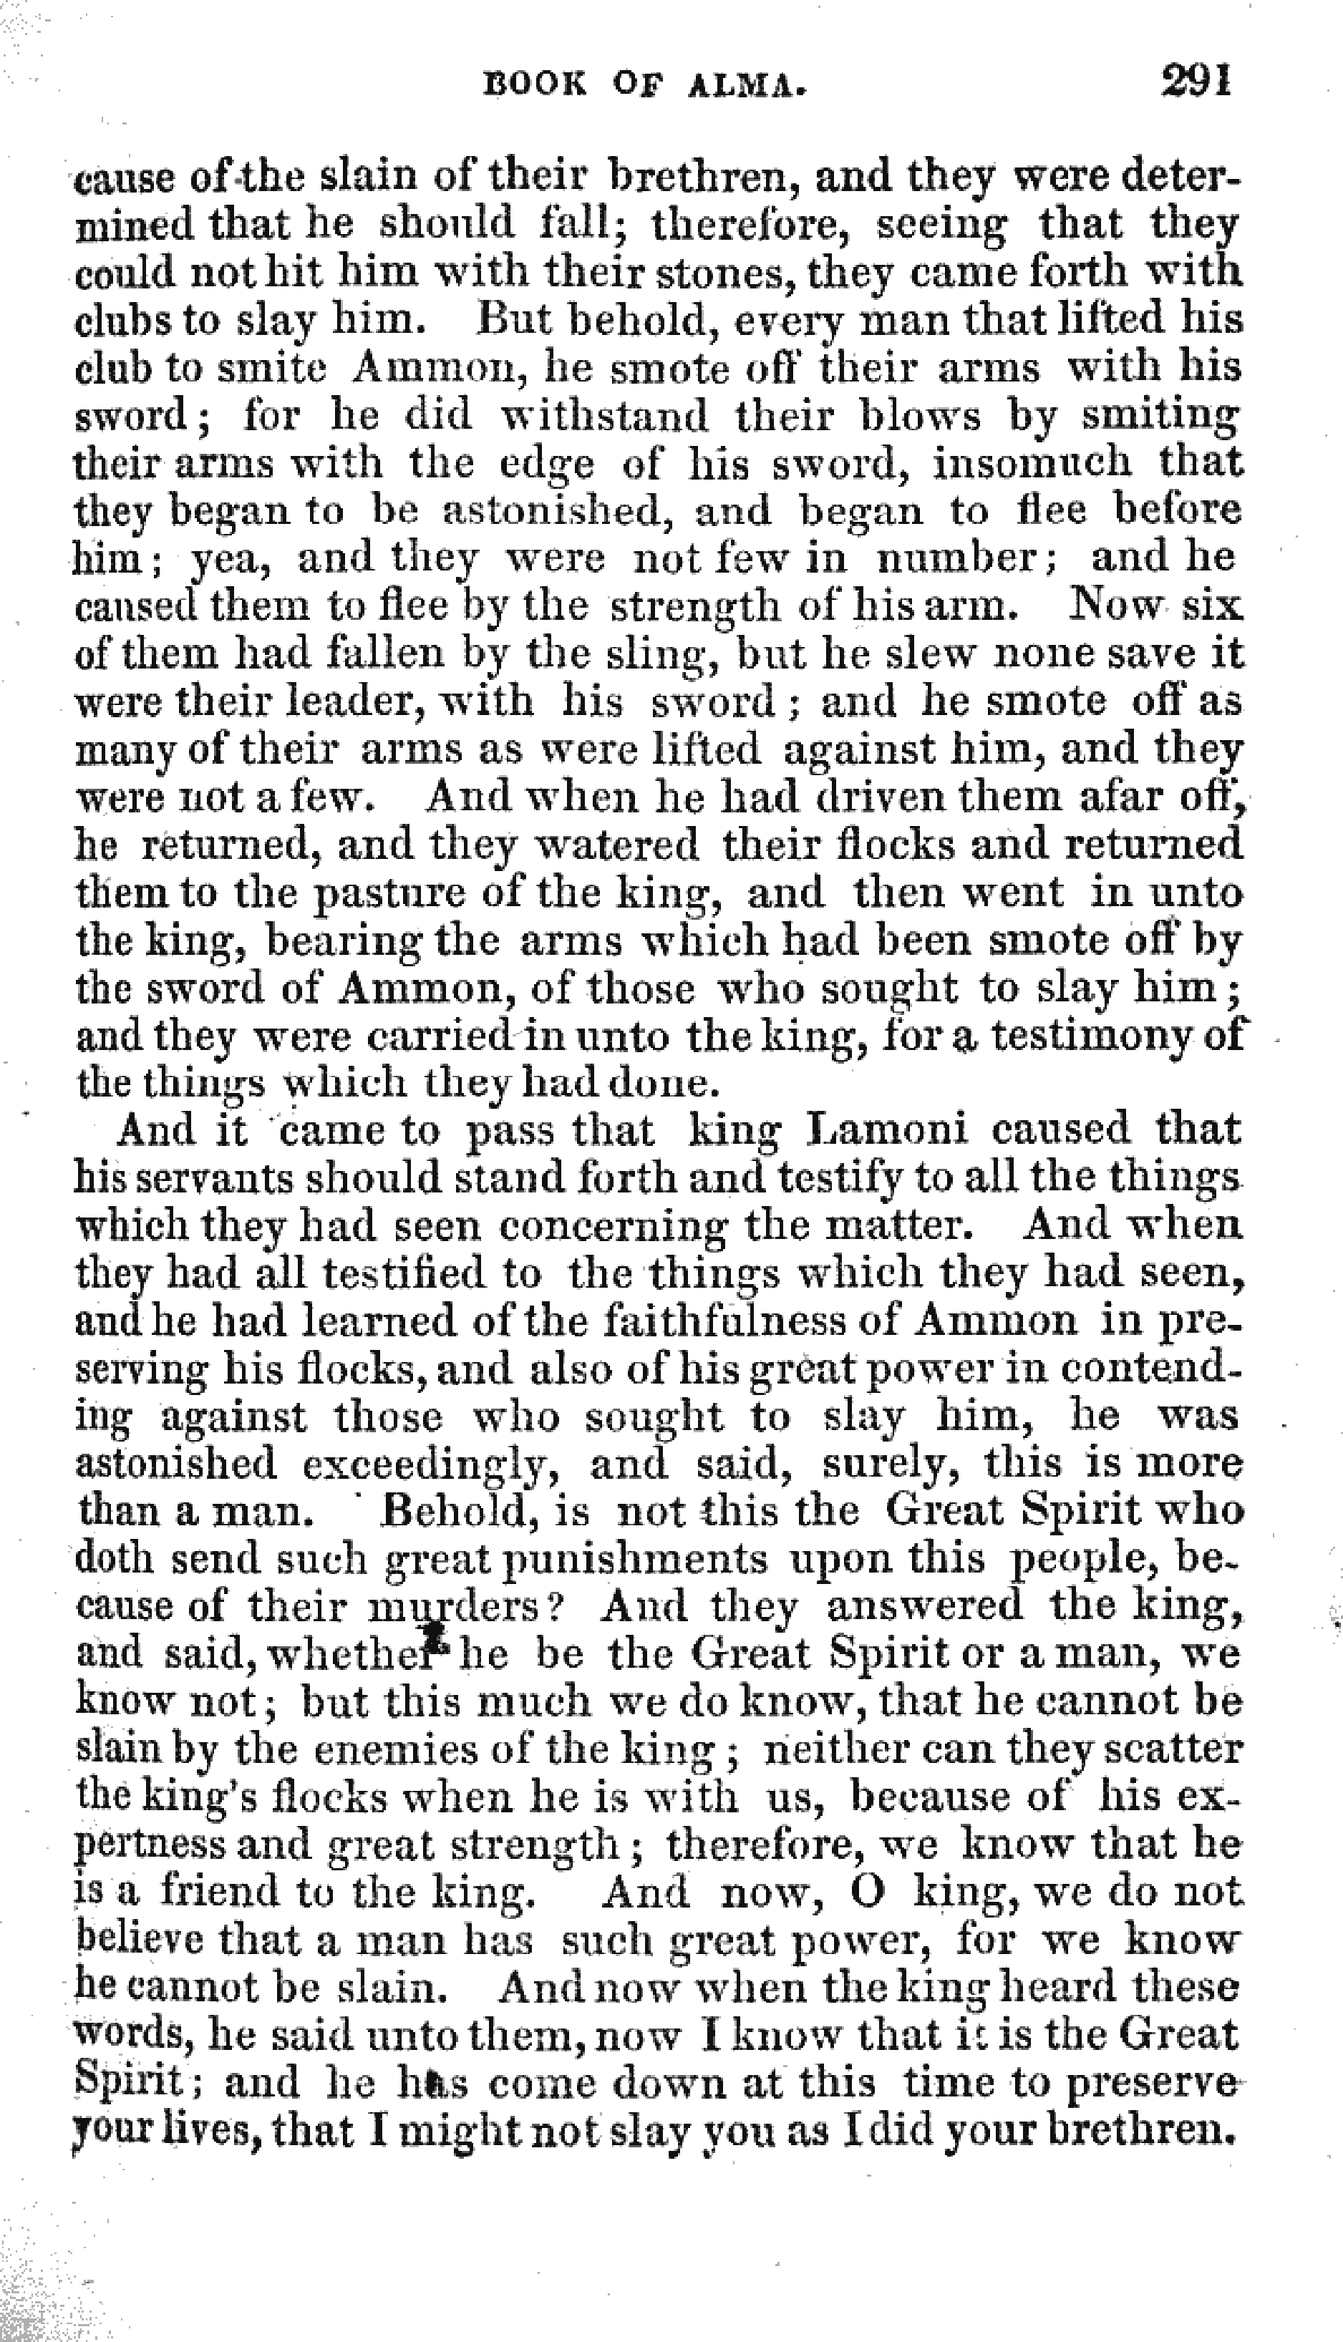 BOOK OF ALMA. 291
cause of the slain of their brethren, and they were deter-
mined that he should fall; therefore, seeing that they
could not hit him with their stones, they came forth with
clubs to slay him. But behold, every man that lifted his
club to smite Ammon, he smote off their arms with his
sword; for he did withstand their blows by smiting
their arms with the edge of his sword, insomuch that
they began to be astonished, and began to flee before
him; yea, and they were not few in number; and he
caused them to flee by the strength of his arm. Now six
of them had fallen by the sling, but he slew none save it
were their leader, with his sword; and he smote off as
many of their arms as were lifted against him, and they
were not a few. And when he had driven them afar off,
he returned, and they watered their flocks and returned
them to the pasture of the king, and then went in unto
the king, bearing the arms which had been smote off by
the sword of Ammon, of those who sought to slay him;
and they were carried in unto the king, for a testimony of
the things which they had done.
And it came to pass that king Lamoni caused that
his servants should stand forth and testify to all the things
which they had seen concerning the matter. And when
they had all testified to the things which they had seen,
and he had learned of the faithfulness of Ammon in pre-
serving his flocks, and also of his great power in contend-
ing against those who sought to slay him, he was
astonished exceedingly, and said, surely, this is more
than a man. Behold, is not this the Great Spirit who
doth send such great punishments upon this people, be-
cause of their murders? And they answered the king,
and said, whether he be the Great Spirit or a man, we
know not; but this much we do know, that he cannot be
slain by the enemies of the king; neither can they scatter
the king's flocks when he is with us, because of his ex-
pertness and great strength; therefore, we know that he
is a friend to the king. And now, O king, we do not
believe that a man has such great power, for we know
he cannot be slain. And now when the king heard these
words, he said unto them, now I know that it is the Great
Spirit; and he has come down at this time to preserve
your lives, that I might not slay you as I did your brethren.